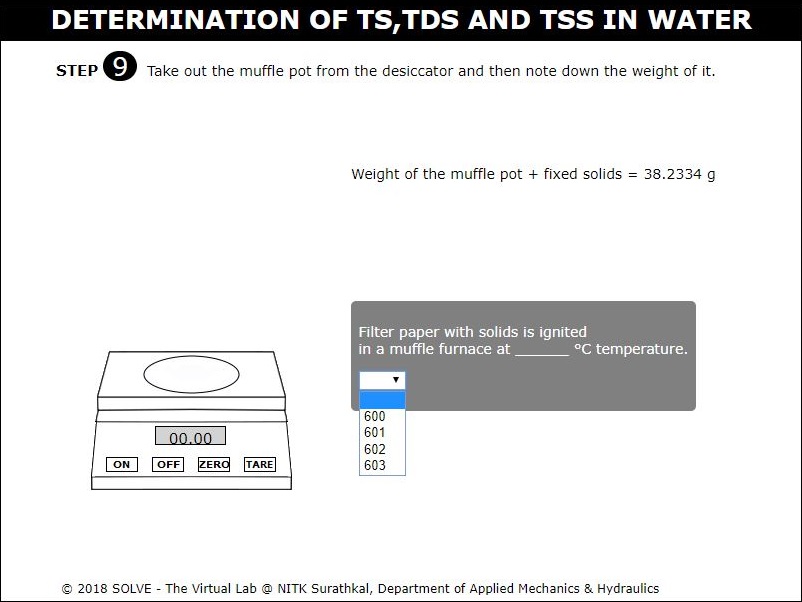 DETERMINATION OF TS,TDS AND TSS IN WATER
STEP 9 Take out the muffle pot from the desiccator and then note down the weight of it.
Weight of the muffle pot + fixed solids = 38.2334 g
Filter paper with solids is ignited
in a muffle furnace at _______ ºC temperature.
600
601
602
603
00.00
ON OFF ZERO TARE
© 2018 SOLVE - The Virtual Lab @ NITK Surathkal, Department of Applied Mechanics & Hydraulics